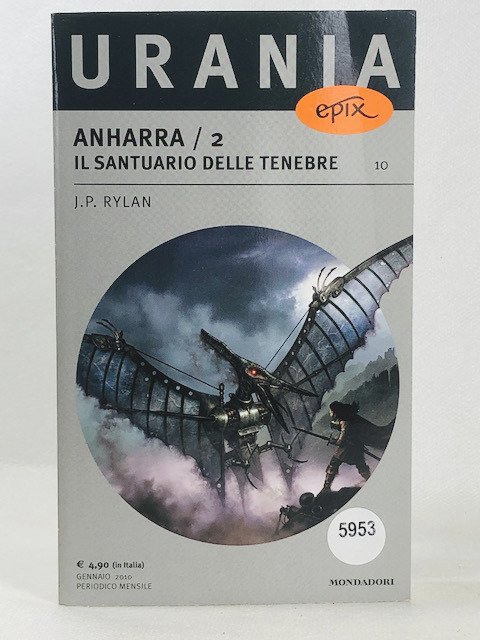 URANIA
epix
ANHARRA / 2
IL SANTUARIO DELLE TENEBRE 10
J.P. RYLAN
5953
€ 4,90 (in Italia)
GENNAIO 2010
PERIODICO MENSILE
MONDADORI